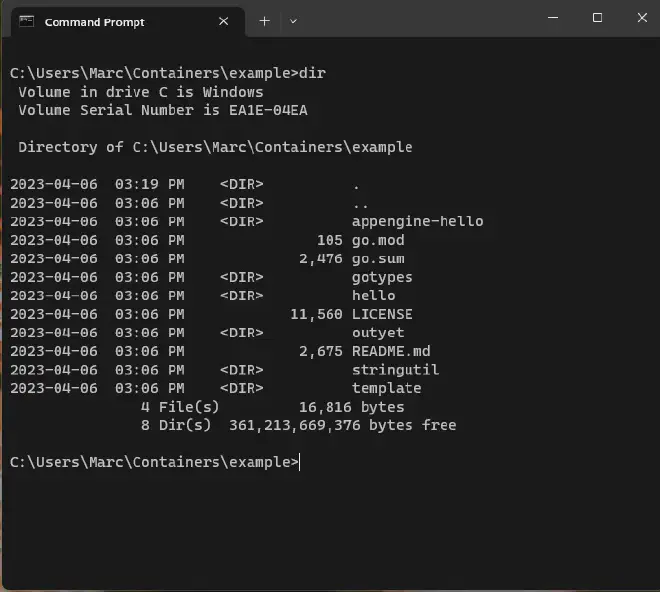 Command Prompt
C:\Users\Marc\Containers\example>dir
 Volume in drive C is Windows
 Volume Serial Number is EA1E-04EA

 Directory of C:\Users\Marc\Containers\example

2023-04-06  03:19 PM    <DIR>          .
2023-04-06  03:06 PM    <DIR>          ..
2023-04-06  03:06 PM    <DIR>          appengine-hello
2023-04-06  03:06 PM               105 go.mod
2023-04-06  03:06 PM             2,476 go.sum
2023-04-06  03:06 PM    <DIR>          gotypes
2023-04-06  03:06 PM    <DIR>          hello
2023-04-06  03:06 PM            11,560 LICENSE
2023-04-06  03:06 PM    <DIR>          outyet
2023-04-06  03:06 PM             2,675 README.md
2023-04-06  03:06 PM    <DIR>          stringutil
2023-04-06  03:06 PM    <DIR>          template
               4 File(s)         16,816 bytes
               8 Dir(s)  361,213,669,376 bytes free

C:\Users\Marc\Containers\example>